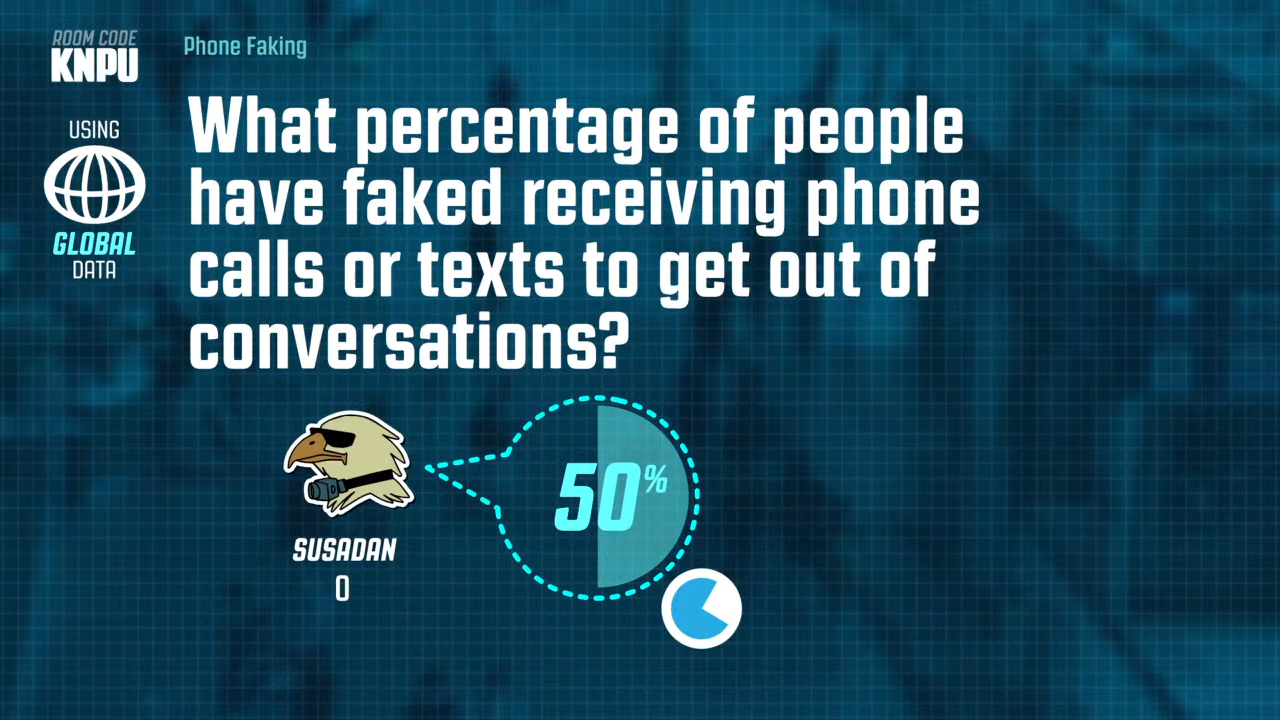 ROOM CODE
KNPU
Phone Faking
USING
GLOBAL
DATA
What percentage of people
have faked receiving phone
calls or texts to get out of
conversations?
50%
SUSADAN
0